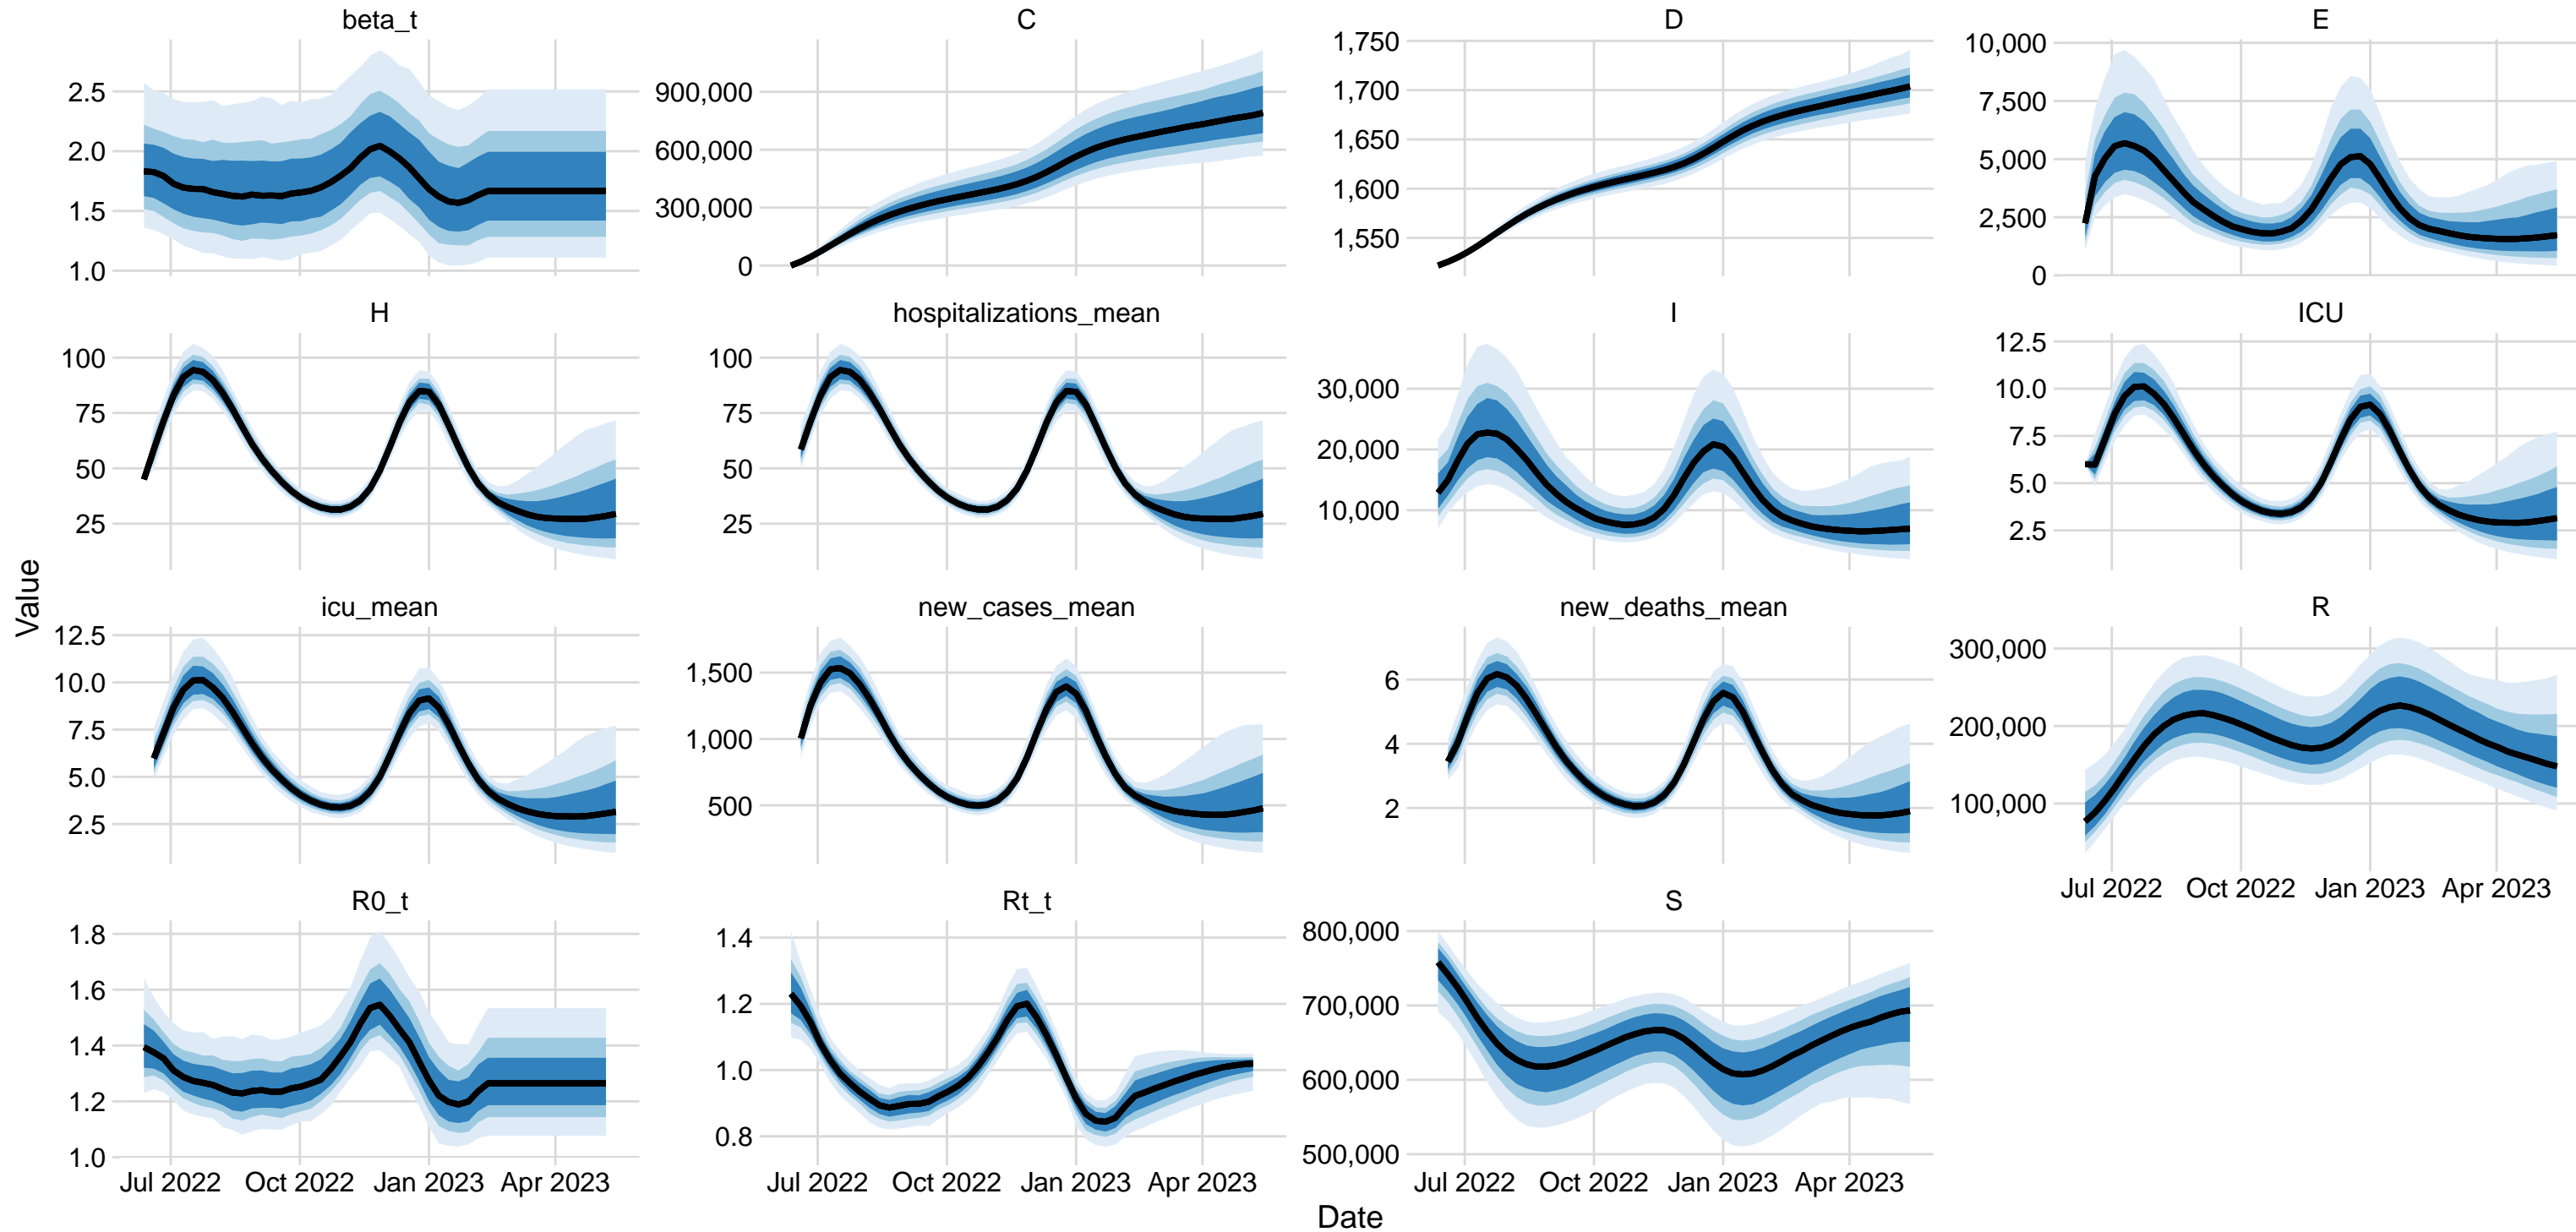 beta_t
C
D
E
2.5
2.0
1.5
1.0
900,000
600,000
300,000
0
1,750
1,700
1,650
1,600
1,550
10,000
7,500
5,000
2,500
0
H
hospitalizations_mean
I
ICU
100
75
50
25
100
75
50
25
30,000
20,000
10,000
12.5
10.0
7.5
5.0
2.5
Value
icu_mean
new_cases_mean
new_deaths_mean
R
12.5
10.0
7.5
5.0
2.5
1,500
1,000
500
6
4
2
300,000
200,000
100,000
Jul 2022 Oct 2022 Jan 2023 Apr 2023
R0_t
Rt_t
S
1.8
1.6
1.4
1.2
1.0
1.4
1.2
1.0
0.8
800,000
700,000
600,000
500,000
Jul 2022 Oct 2022 Jan 2023 Apr 2023
Jul 2022 Oct 2022 Jan 2023 Apr 2023
Jul 2022 Oct 2022 Jan 2023 Apr 2023
Date